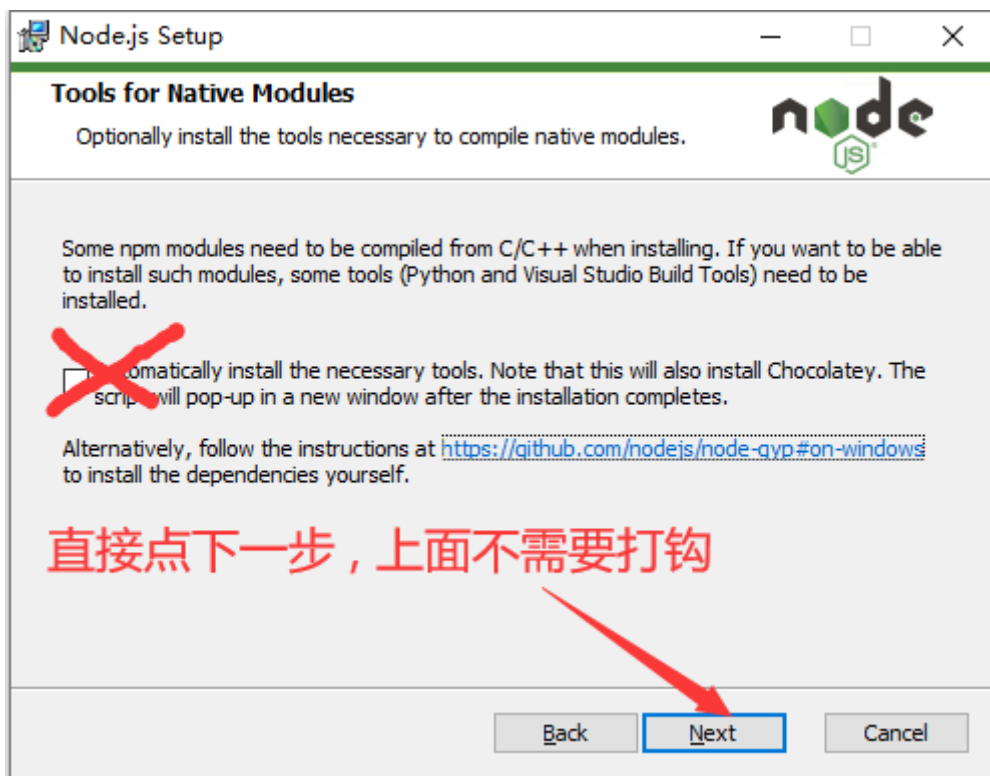 Node.js Setup
Tools for Native Modules
Optionally install the tools necessary to compile native modules.
node
JS
Some npm modules need to be compiled from C/C++ when installing. If you want to be able
to install such modules, some tools (Python and Visual Studio Build Tools) need to be
installed.
omatically install the necessary tools. Note that this will also install Chocolatey. The
script will pop-up in a new window after the installation completes.
Alternatively, follow the instructions at https://github.com/nodejs/node-gyp#on-windows
to install the dependencies yourself.
直接点下一步，上面不需要打钩
Back Next Cancel